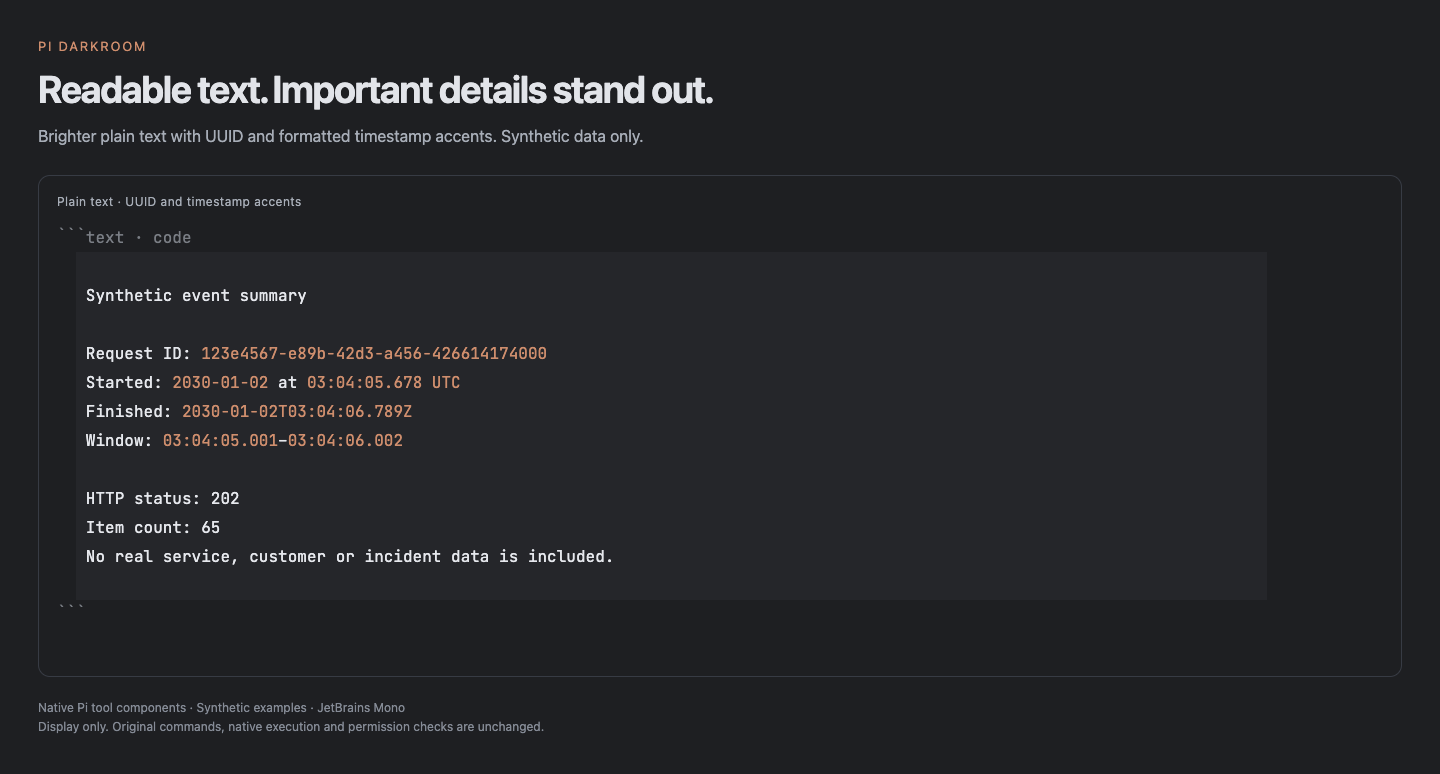 PI DARKROOM
Readable text. Important details stand out.
Brighter plain text with UUID and formatted timestamp accents. Synthetic data only.
Plain text · UUID and timestamp accents
```text · code
Synthetic event summary
Request ID: 123e4567-e89b-42d3-a456-426614174000
Started: 2030-01-02 at 03:04:05.678 UTC
Finished: 2030-01-02T03:04:06.789Z
Window: 03:04:05.001–03:04:06.002
HTTP status: 202
Item count: 65
No real service, customer or incident data is included.
```
Native Pi tool components · Synthetic examples · JetBrains Mono
Display only. Original commands, native execution and permission checks are unchanged.